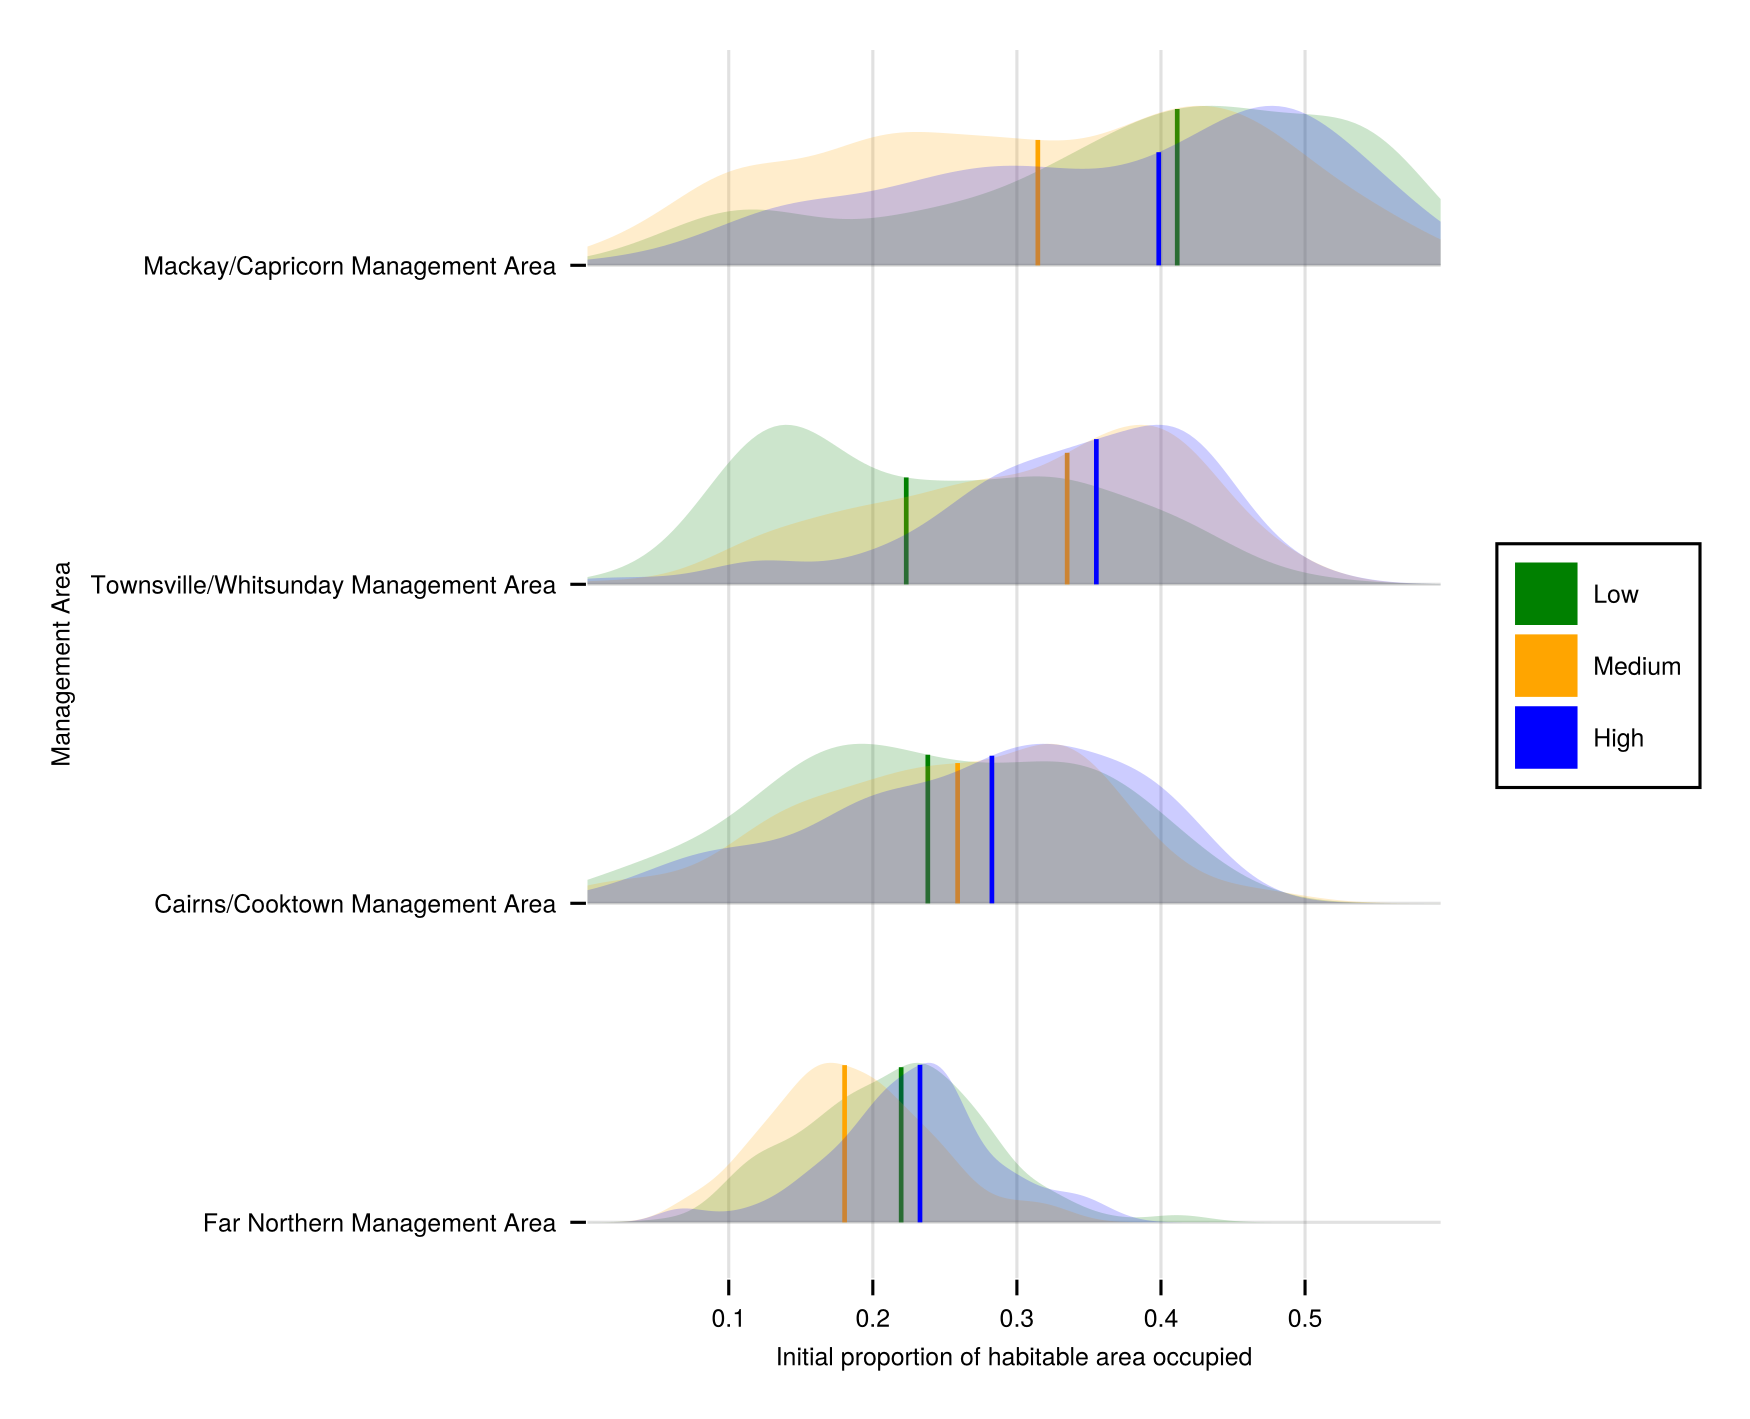 Mackay/Capricorn Management Area
Townsville/Whitsunday Management Area
Cairns/Cooktown Management Area
Far Northern Management Area
Management Area
0.1 0.2 0.3 0.4 0.5
Initial proportion of habitable area occupied
Low
Medium
High